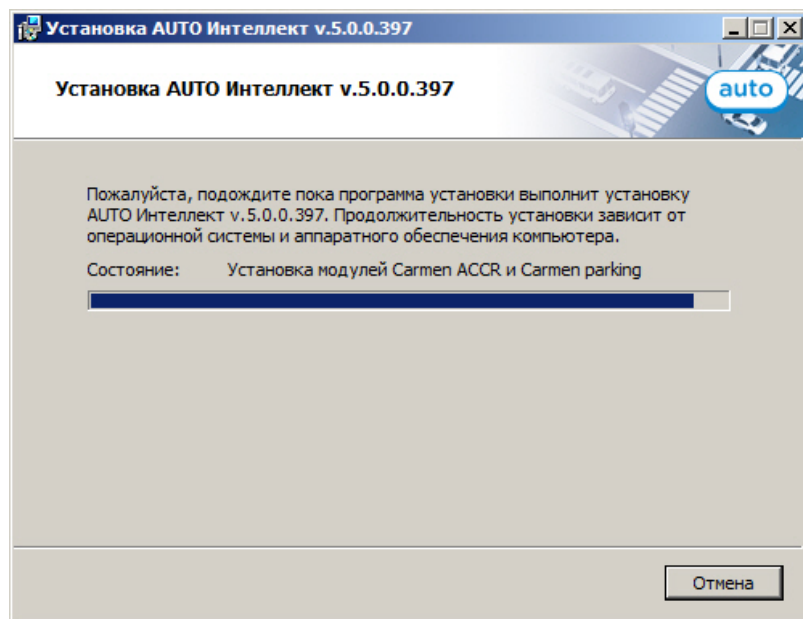 Установка AUTO Интеллект v.5.0.0.397
Установка AUTO Интеллект v.5.0.0.397
auto
Пожалуйста, подождите пока программа установки выполнит установку
AUTO Интеллект v.5.0.0.397. Продолжительность установки зависит от
операционной системы и аппаратного обеспечения компьютера.
Состояние: Установка модулей Carmen ACCR и Carmen parking
Отмена